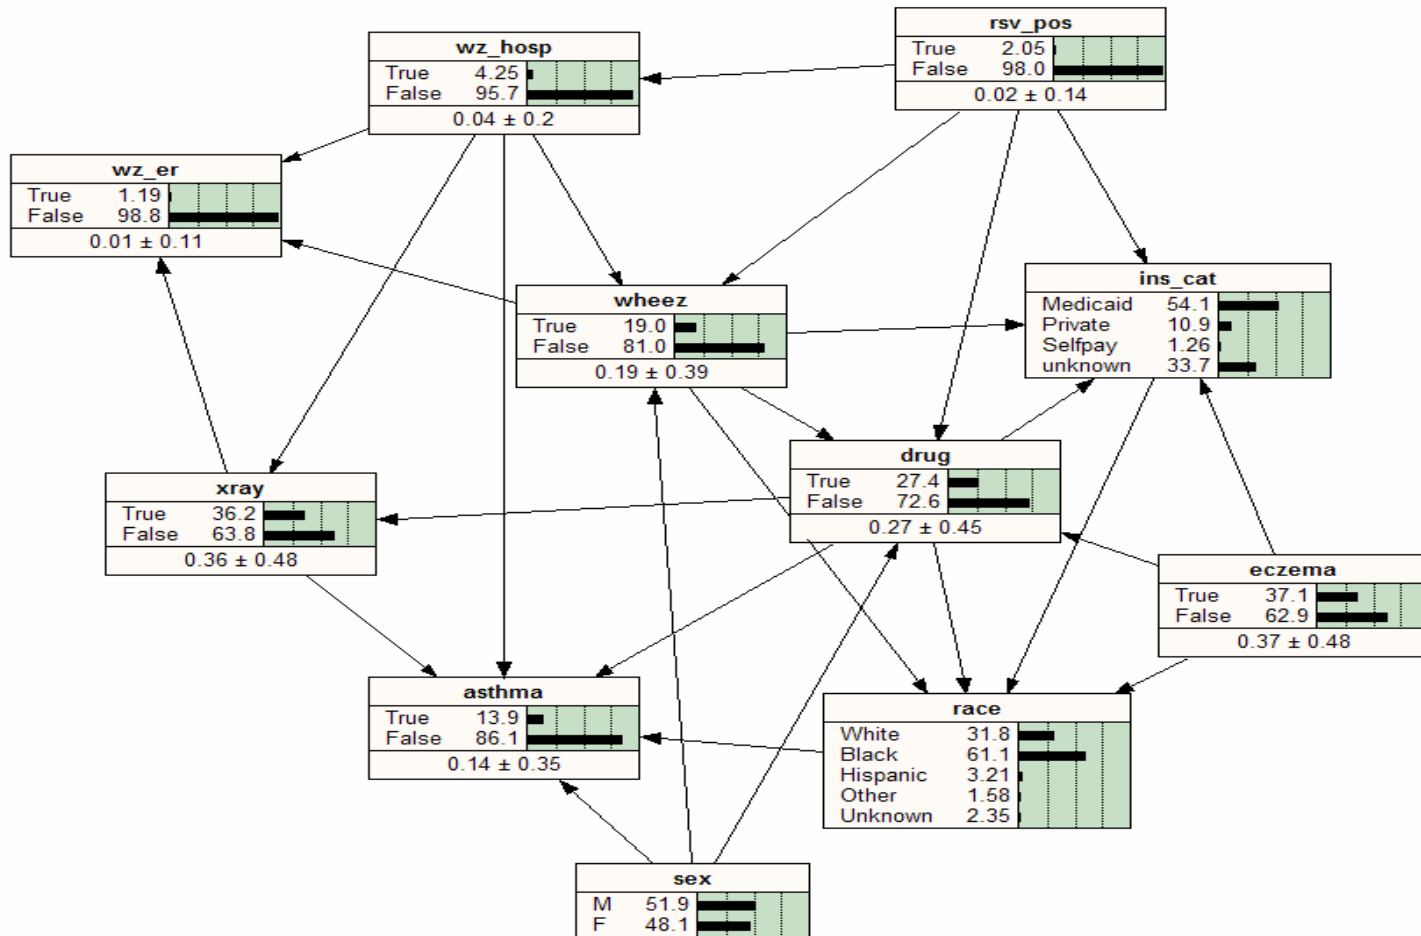 rsv_pos
True 2.05
False 98.0
0.02 ± 0.14
wz_hosp
True 4.25
False 95.7
0.04 ± 0.2
wz_er
True 1.19
False 98.8
0.01 ± 0.11
ins_cat
Medicaid 54.1
Private 10.9
Selfpay 1.26
unknown 33.7
wheez
True 19.0
False 81.0
0.19 ± 0.39
drug
True 27.4
False 72.6
0.27 ± 0.45
xray
True 36.2
False 63.8
0.36 ± 0.48
eczema
True 37.1
False 62.9
0.37 ± 0.48
asthma
True 13.9
False 86.1
0.14 ± 0.35
race
White 31.8
Black 61.1
Hispanic 3.21
Other 1.58
Unknown 2.35
sex
M 51.9
F 48.1